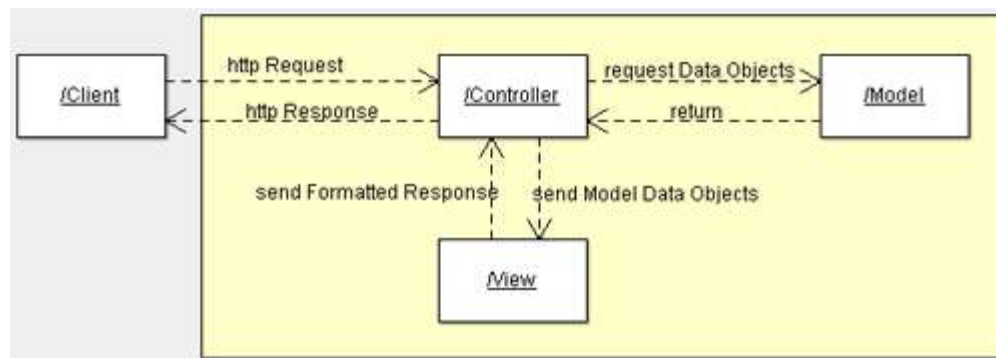 http Request
request Data Objects
/Client
/Controller
/Model
http Response
return
send Formatted Response
send Model Data Objects
/View